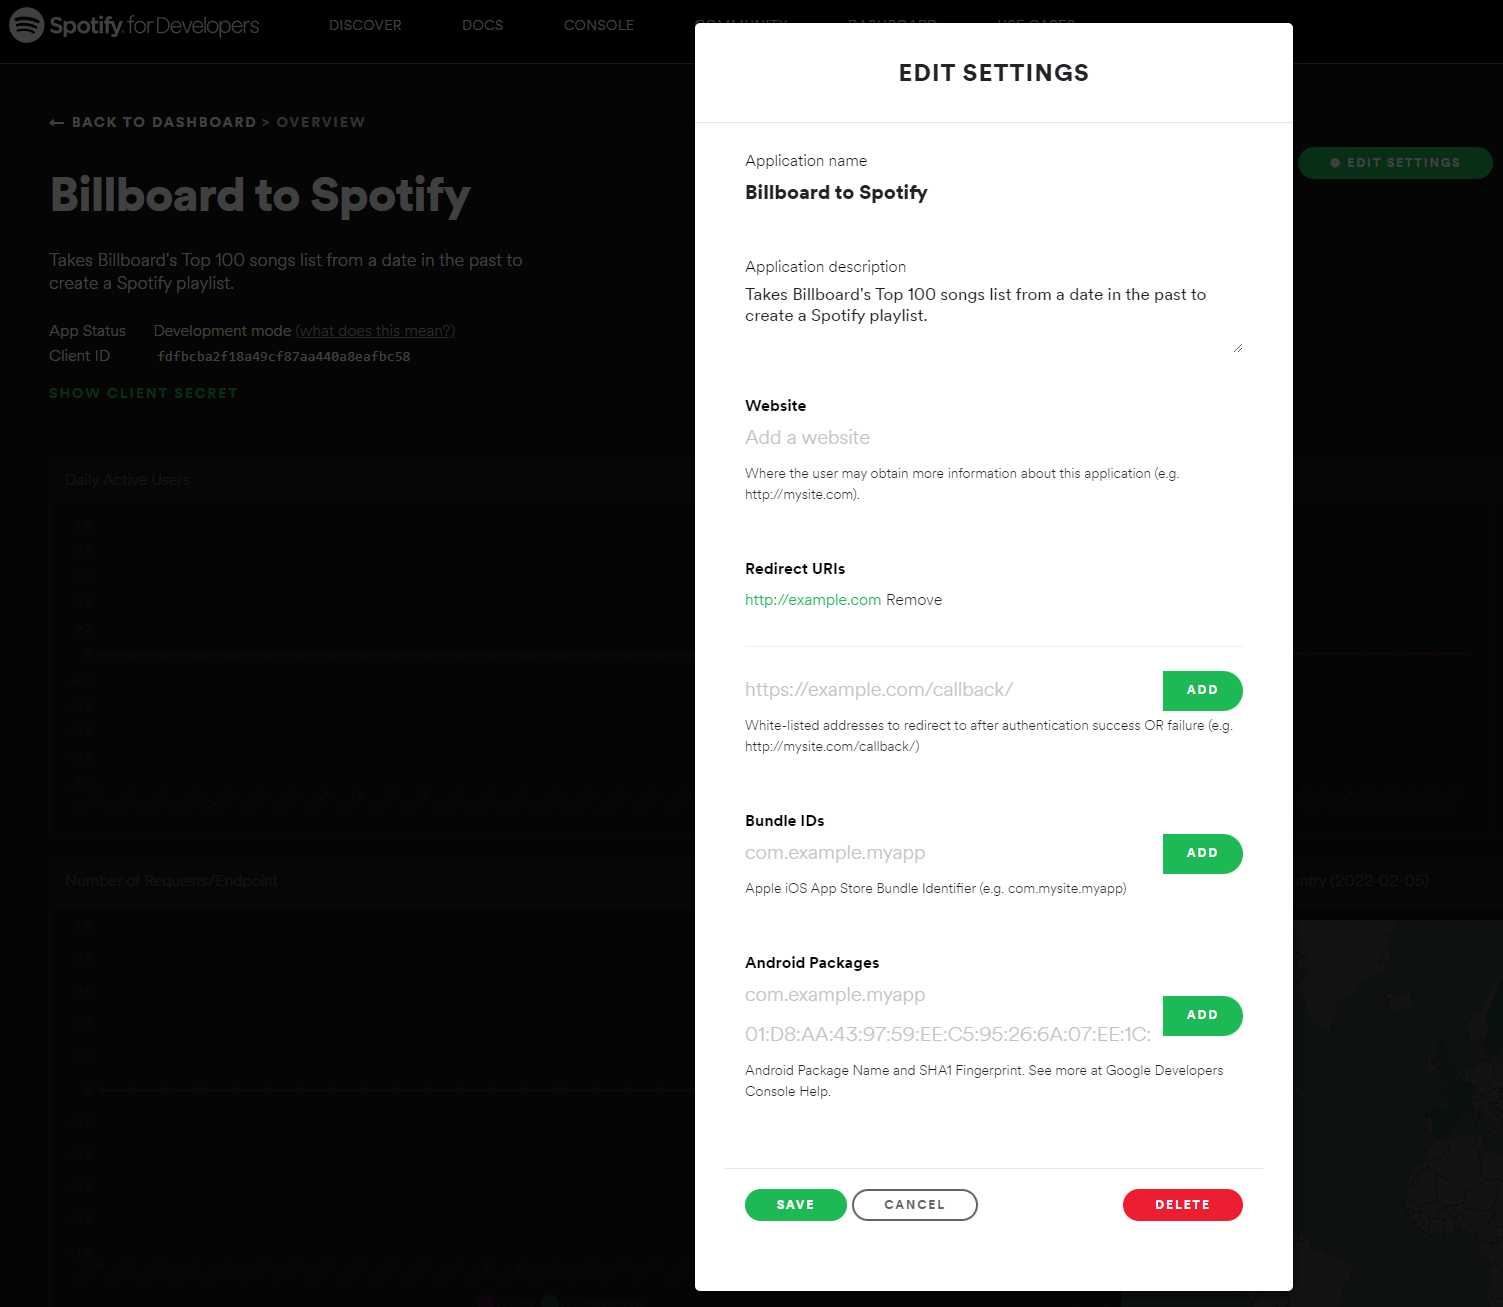 Spotify for Developers
DISCOVER
DOCS
CONSOLE
COMMUNITY
DASHBOARD
USE CASES
← BACK TO DASHBOARD > OVERVIEW
EDIT SETTINGS
Billboard to Spotify
Takes Billboard's Top 100 songs list from a date in the past to
create a Spotify playlist.
App Status Development mode (what does this mean?)
Client ID fdfbcba2f18a49cf87aa440a8eafbc58
SHOW CLIENT SECRET
Daily Active Users
Number of Requests/Endpoint
ntry (2022-02-05)
EDIT SETTINGS
Application name
Billboard to Spotify
Application description
Takes Billboard's Top 100 songs list from a date in the past to
create a Spotify playlist.
Website
Add a website
Where the user may obtain more information about this application (e.g.
http://mysite.com).
Redirect URIs
http://example.com Remove
https://example.com/callback/
ADD
White-listed addresses to redirect to after authentication success OR failure (e.g.
http://mysite.com/callback/)
Bundle IDs
com.example.myapp
ADD
Apple iOS App Store Bundle Identifier (e.g. com.mysite.myapp)
Android Packages
com.example.myapp
ADD
01:D8:AA:43:97:59:EE:C5:95:26:6A:07:EE:1C:
Android Package Name and SHA1 Fingerprint. See more at Google Developers
Console Help.
SAVE
CANCEL
DELETE